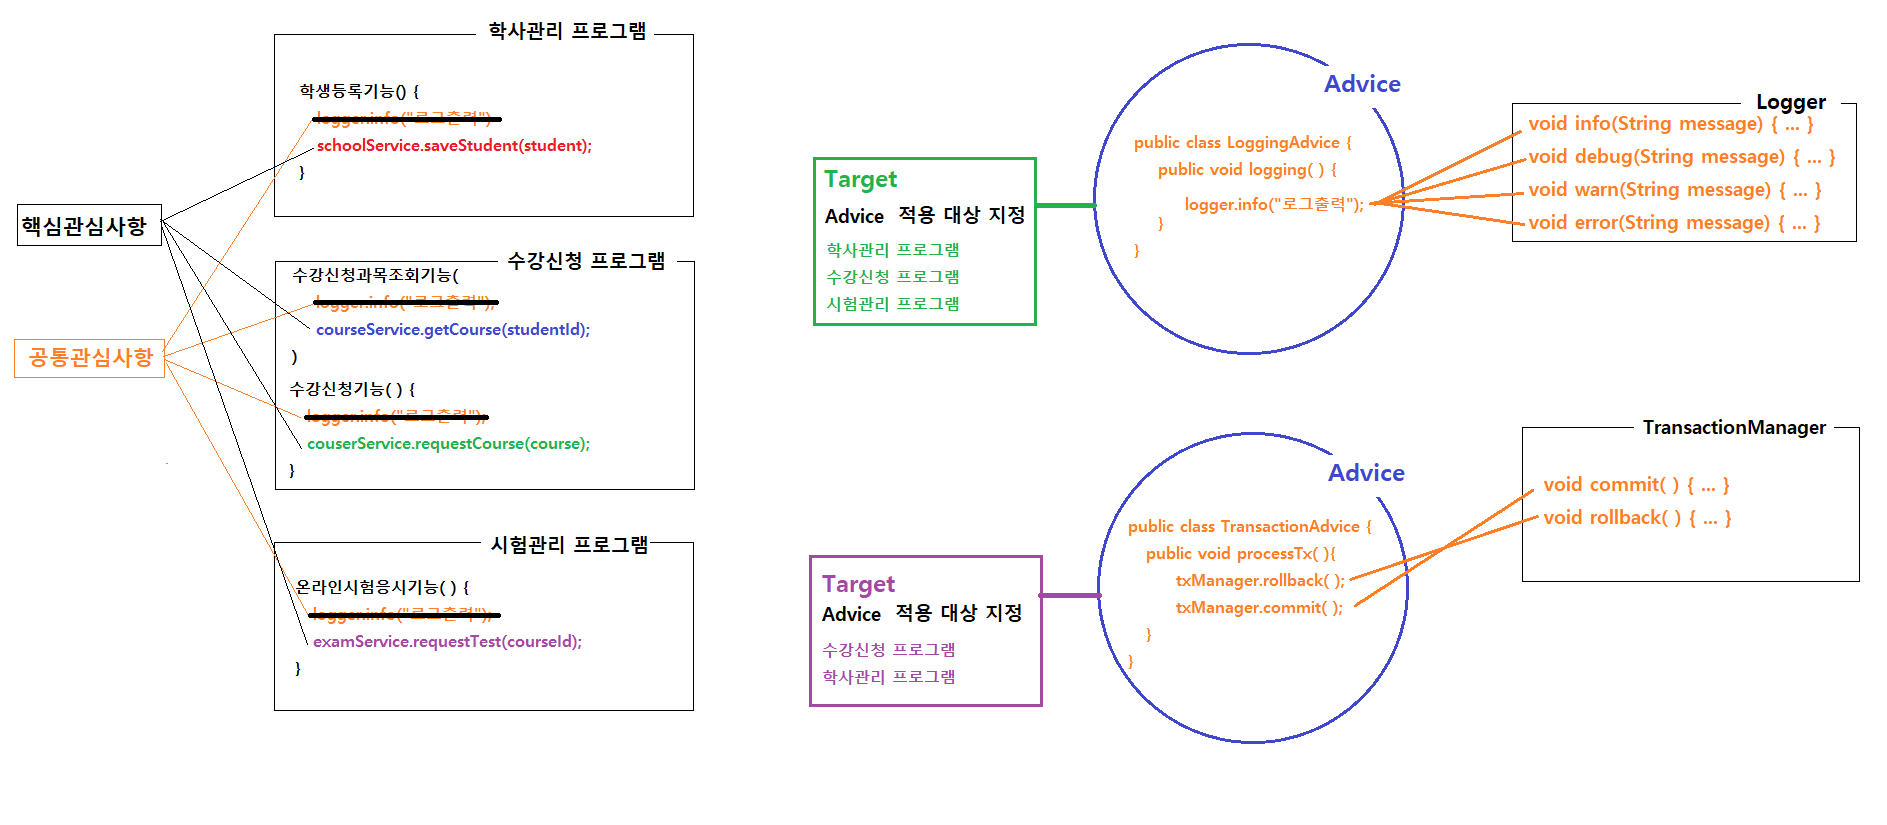 학사관리 프로그램
학생등록기능() {
logger.info("로그출력")
schoolService.saveStudent(student);
}
핵심관심사항
공통관심사항
수강신청 프로그램
수강신청과목조회기능(
logger.info("로그출력");
courseService.getCourse(studentId);
)
수강신청기능( ) {
logger.info("로그출력");
couserService.requestCourse(course);
}
시험관리 프로그램
온라인시험응시기능( ) {
logger.info("로그출력");
examService.requestTest(courseId);
}
Target
Advice 적용 대상 지정
학사관리 프로그램
수강신청 프로그램
시험관리 프로그램
Advice
public class LoggingAdvice {
public void logging( ) {
logger.info("로그출력");
}
}
Logger
void info(String message) { ... }
void debug(String message) { ... }
void warn(String message) { ... }
void error(String message) { ... }
Target
Advice 적용 대상 지정
수강신청 프로그램
학사관리 프로그램
Advice
public class TransactionAdvice {
public void processTx( ){
txManager.rollback( );
txManager.commit( );
}
}
TransactionManager
void commit( ) { ... }
void rollback( ) { ... }